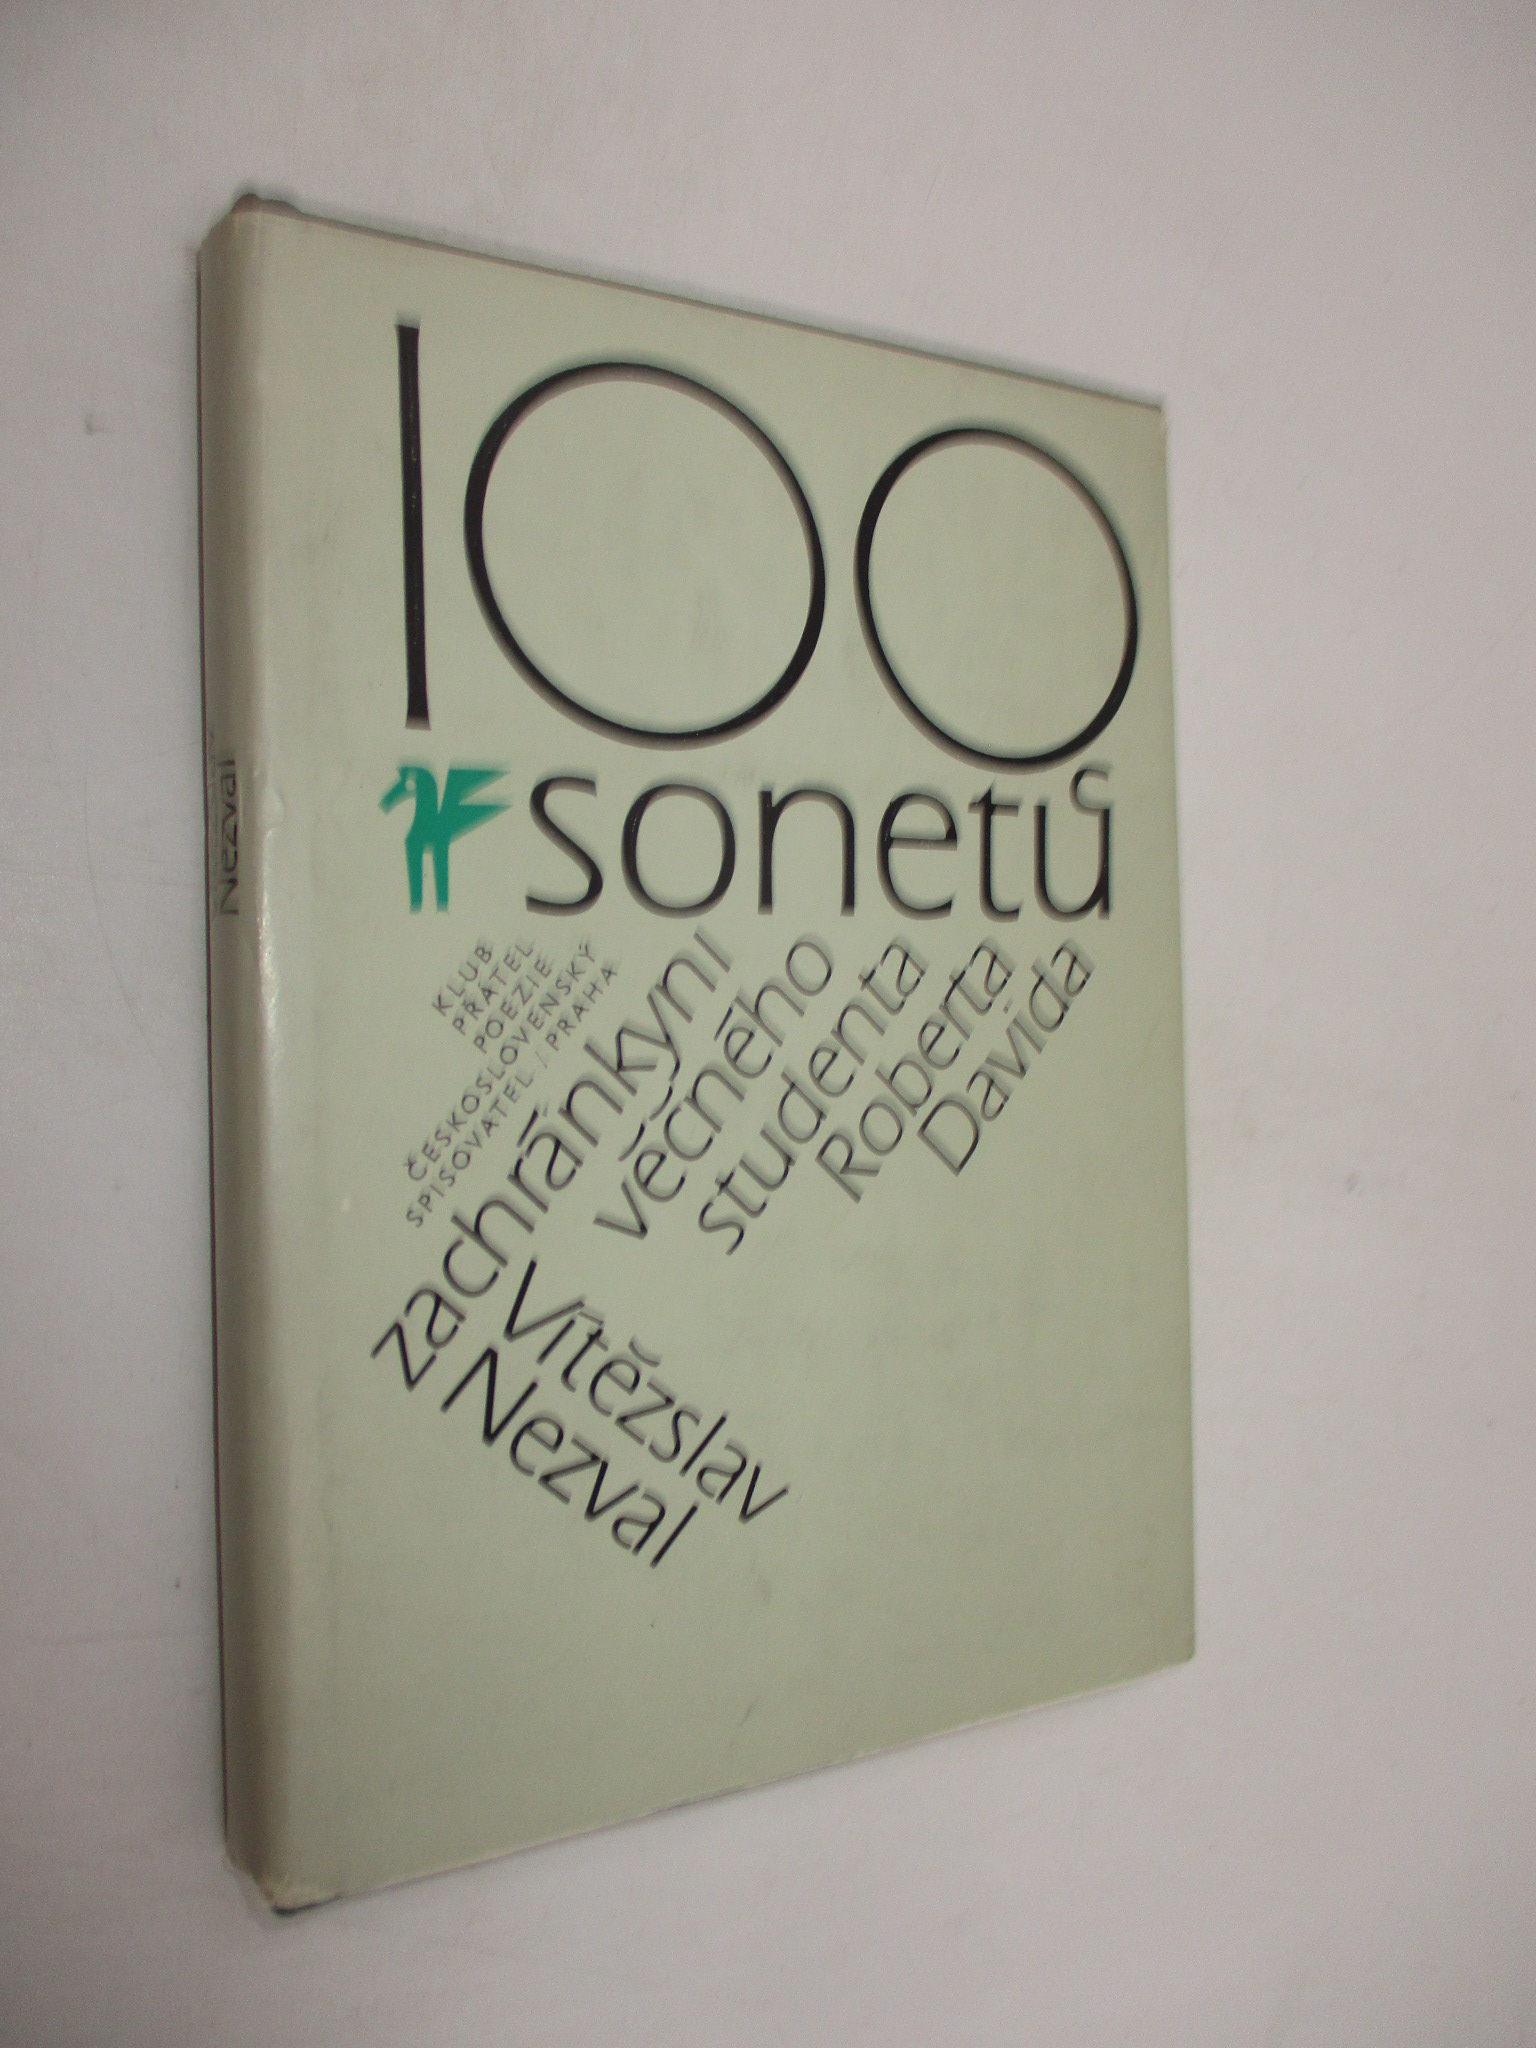 100
sonetů
KLUB
PŘÁTEL
POEZIE
ČESKOSLOVENSKÝ
SPISOVATEL / PRAHA
zachránkyni
věčného
studenta
Roberta
Davida
Vítězslav
Nezval
Nezval